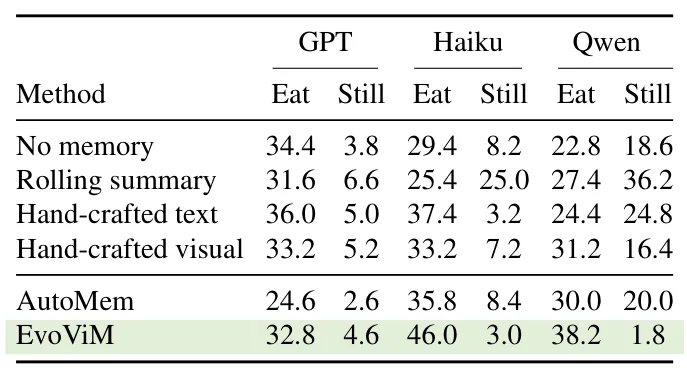 GPT Haiku Qwen
Method Eat Still Eat Still Eat Still
No memory 34.4 3.8 29.4 8.2 22.8 18.6
Rolling summary 31.6 6.6 25.4 25.0 27.4 36.2
Hand-crafted text 36.0 5.0 37.4 3.2 24.4 24.8
Hand-crafted visual 33.2 5.2 33.2 7.2 31.2 16.4
AutoMem 24.6 2.6 35.8 8.4 30.0 20.0
EvoViM 32.8 4.6 46.0 3.0 38.2 1.8